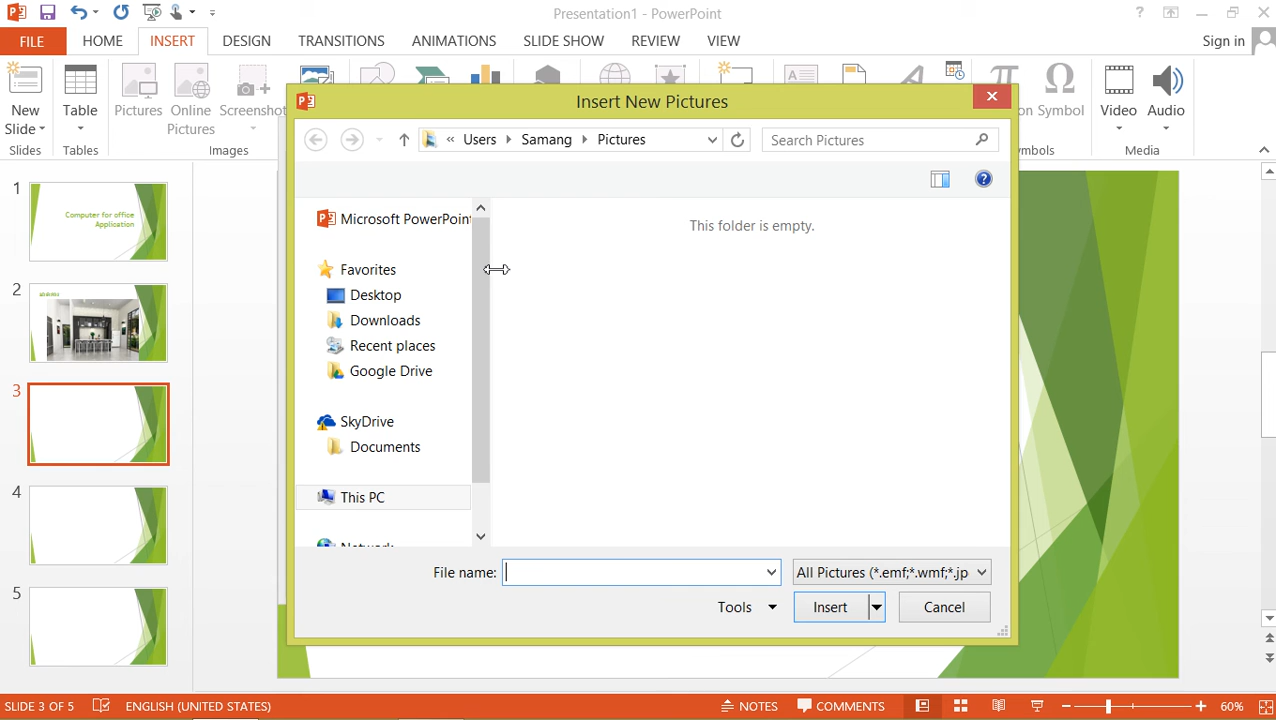 Presentation1 - PowerPoint
?
FILE HOME INSERT DESIGN TRANSITIONS ANIMATIONS SLIDE SHOW REVIEW VIEW Sign in
New Slide
Table
Pictures
Online Pictures
Screenshot
Symbol
Video
Audio
Slides
Tables
Images
Media
Insert New Pictures
« Users Samang Pictures
Search Pictures
Microsoft PowerPoint
This folder is empty.
Favorites
Desktop
Downloads
Recent places
Google Drive
SkyDrive
Documents
This PC
File name:
All Pictures (*.emf;*.wmf;*.jp
Tools
Insert
Cancel
1
Computer for office
Application
2
3
4
5
SLIDE 3 OF 5
ENGLISH (UNITED STATES)
NOTES
COMMENTS
60%